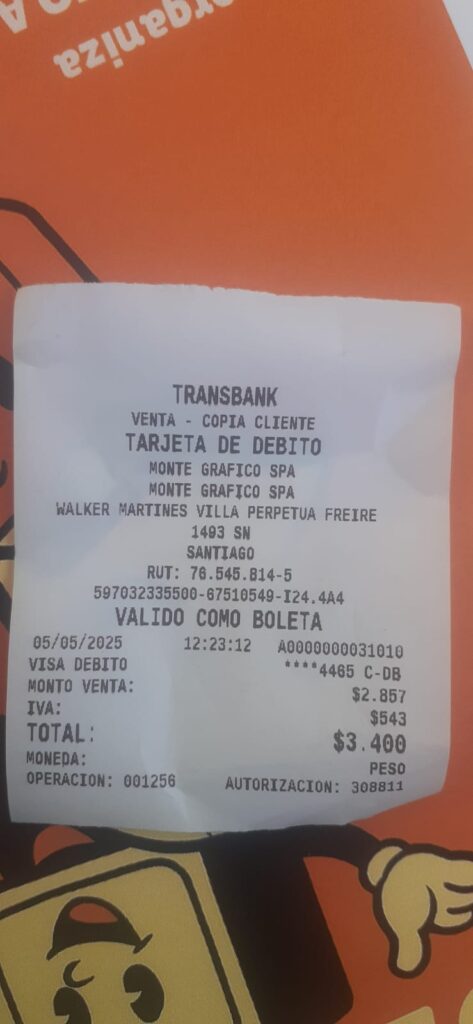 organiza
TRANSBANK
VENTA - COPIA CLIENTE
TARJETA DE DEBITO
MONTE GRAFICO SPA
MONTE GRAFICO SPA
WALKER MARTINES VILLA PERPETUA FREIRE
1493 SN
SANTIAGO
RUT: 76.545.814-5
597032335500-67510549-I24.4A4
VALIDO COMO BOLETA
05/05/2025 12:23:12 A0000000031010
VISA DEBITO ****4465 C-DB
MONTO VENTA: $2.857
IVA: $543
TOTAL: $3.400
MONEDA: PESO
OPERACION: 001256 AUTORIZACION: 308811